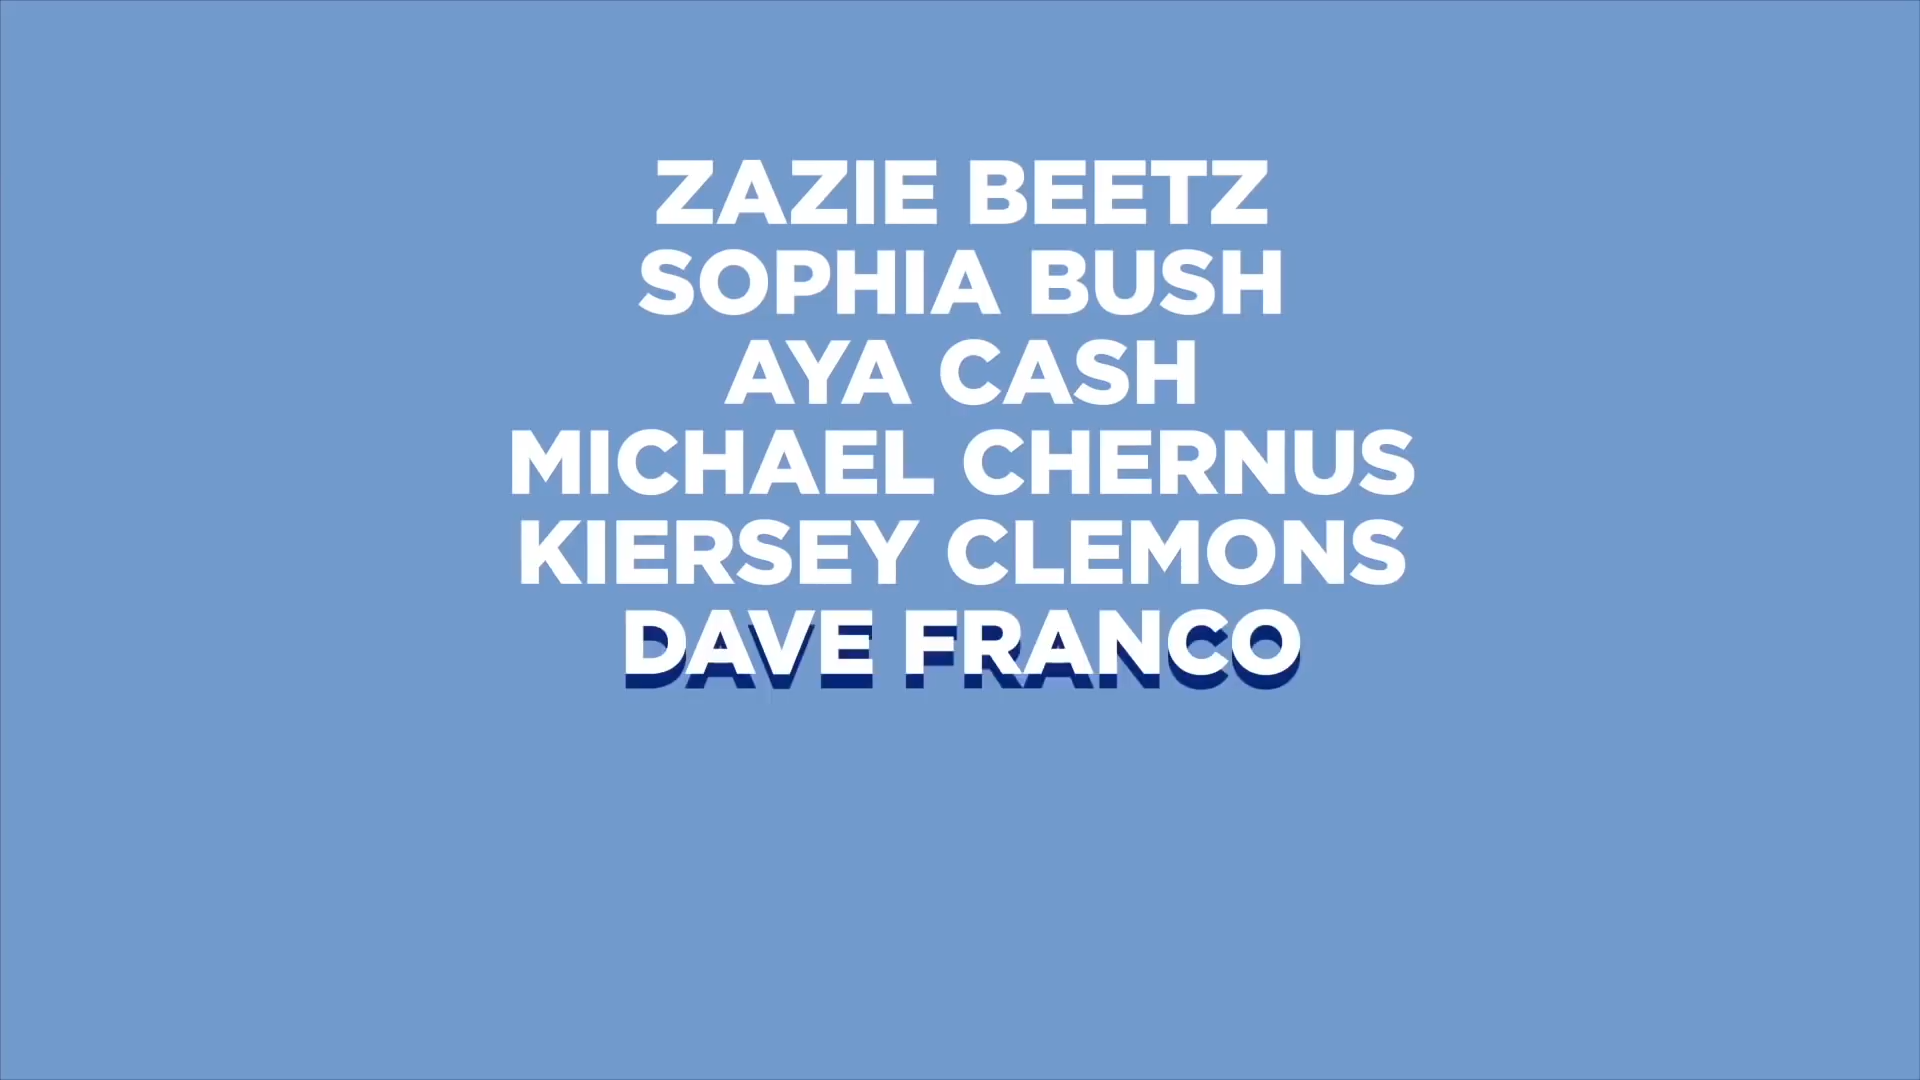 ZAZIE BEETZ
SOPHIA BUSH
AYA CASH
MICHAEL CHERNUS
KIERSEY CLEMONS
DAVE FRANCO